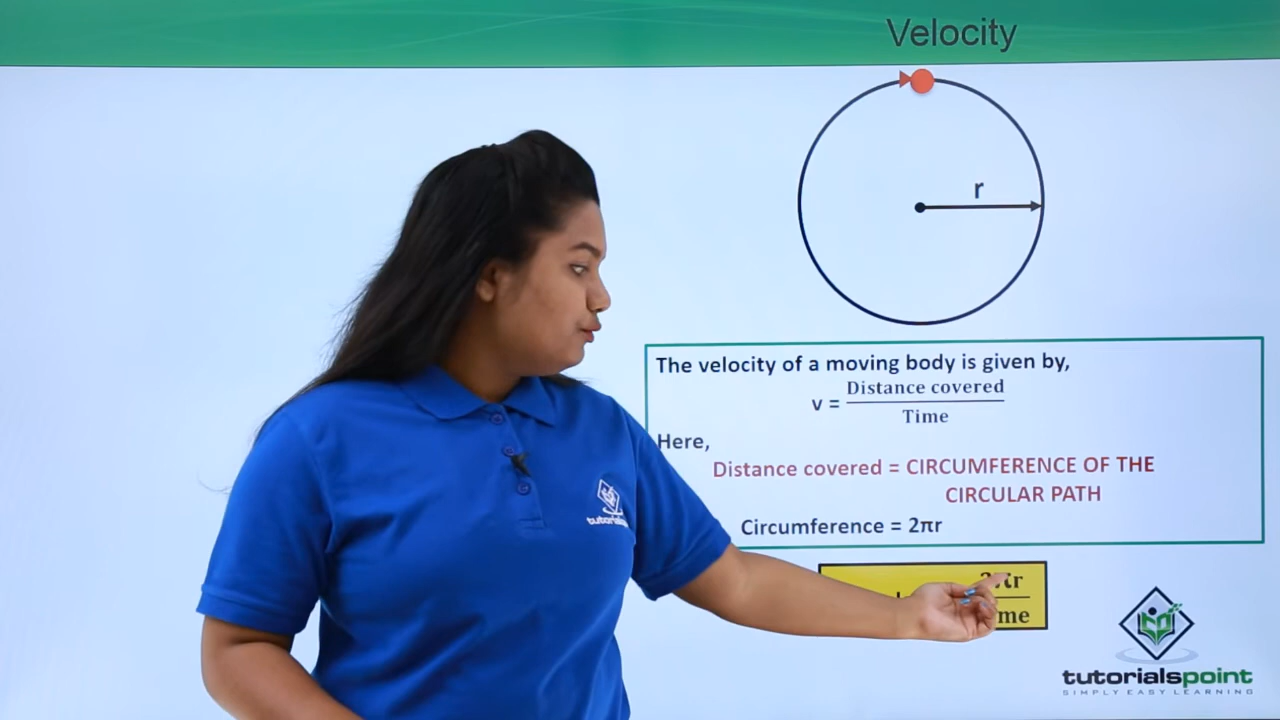 Velocity
r
The velocity of a moving body is given by,
v = Distance covered
Time
Here,
Distance covered = CIRCUMFERENCE OF THE
CIRCULAR PATH
Circumference = 2πr
πr
tutorialspoint
SIMPLY EASY LEARNING